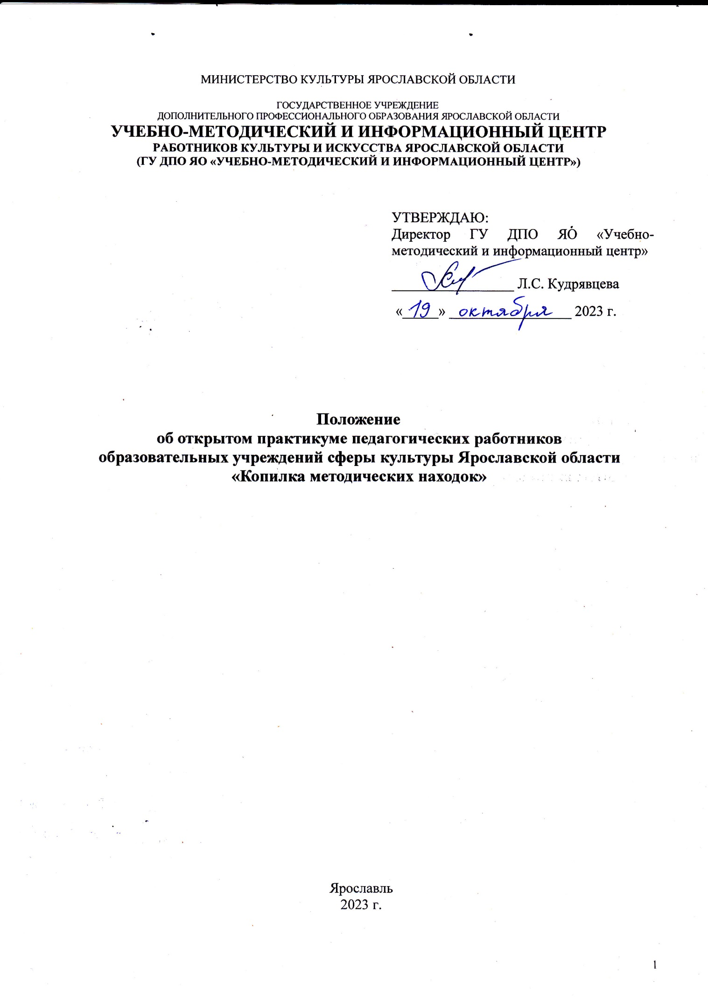 МИНИСТЕРСТВО КУЛЬТУРЫ ЯРОСЛАВСКОЙ ОБЛАСТИ
ГОСУДАРСТВЕННОЕ УЧРЕЖДЕНИЕ
ДОПОЛНИТЕЛЬНОГО ПРОФЕССИОНАЛЬНОГО ОБРАЗОВАНИЯ ЯРОСЛАВСКОЙ ОБЛАСТИ
УЧЕБНО-МЕТОДИЧЕСКИЙ И ИНФОРМАЦИОННЫЙ ЦЕНТР
РАБОТНИКОВ КУЛЬТУРЫ И ИСКУССТВА ЯРОСЛАВСКОЙ ОБЛАСТИ
(ГУ ДПО ЯО «УЧЕБНО-МЕТОДИЧЕСКИЙ И ИНФОРМАЦИОННЫЙ ЦЕНТР»)
УТВЕРЖДАЮ:
Директор ГУ ДПО ЯО «Учебно-
методический и информационный центр»
Л.С. Кудрявцева
«19» октября 2023 г.
Положение
об открытом практикуме педагогических работников
образовательных учреждений сферы культуры Ярославской области
«Копилка методических находок»
Ярославль
2023 г.
1